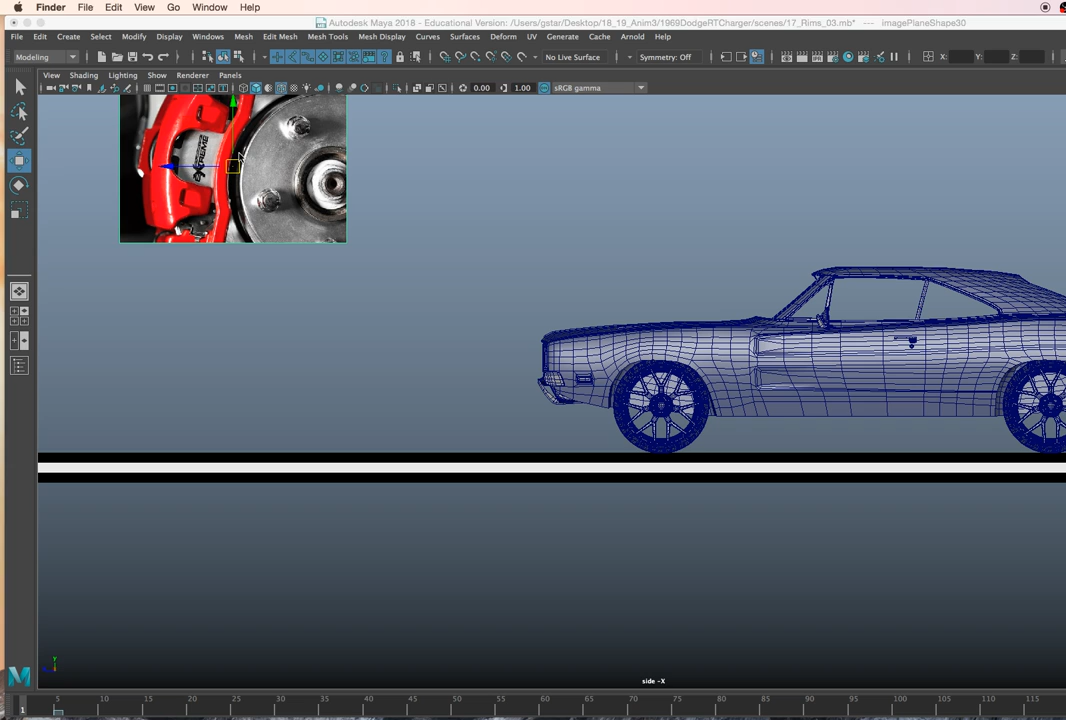 Finder File Edit View Go Window Help
Autodesk Maya 2018 - Educational Version: /Users/gstar/Desktop/18_19_Anim3/1969DodgeRTCharger/scenes/17_Rims_03.mb* --- imagePlaneShape30
File Edit Create Select Modify Display Windows Mesh Edit Mesh Mesh Tools Mesh Display Curves Surfaces Deform UV Generate Cache Arnold Help
Modeling No Live Surface Symmetry: Off X: Y: Z:
View Shading Lighting Show Renderer Panels
0.00 1.00 sRGB gamma
EXTREME
Y
side -X
1 5 10 15 20 25 30 35 40 45 50 55 60 65 70 75 80 85 90 95 100 105 110 115